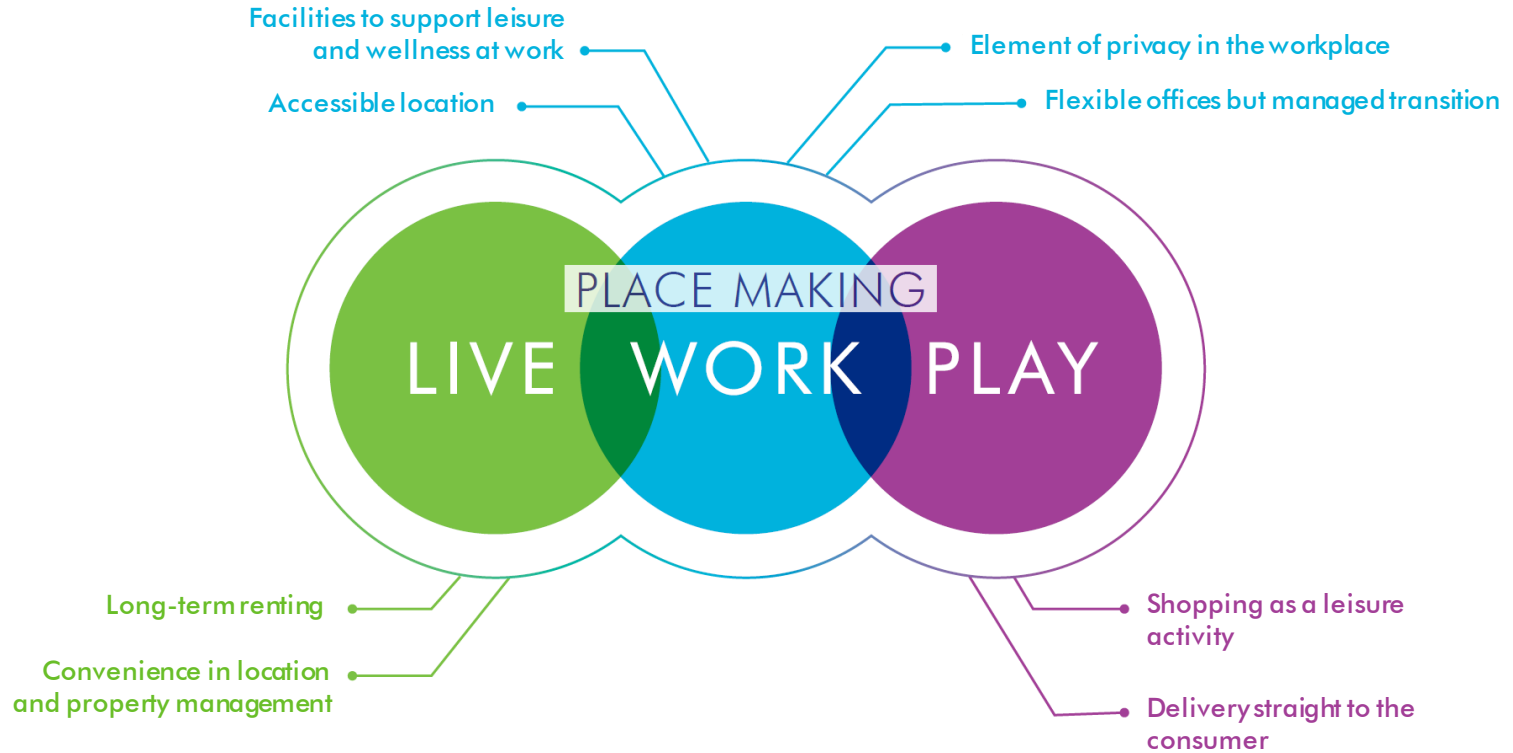 Facilities to support leisure
and wellness at work
Accessible location
Element of privacy in the workplace
Flexible offices but managed transition
PLACE MAKING
LIVE
WORK
PLAY
Long-term renting
Convenience in location
and property management
Shopping as a leisure
activity
Delivery straight to the
consumer